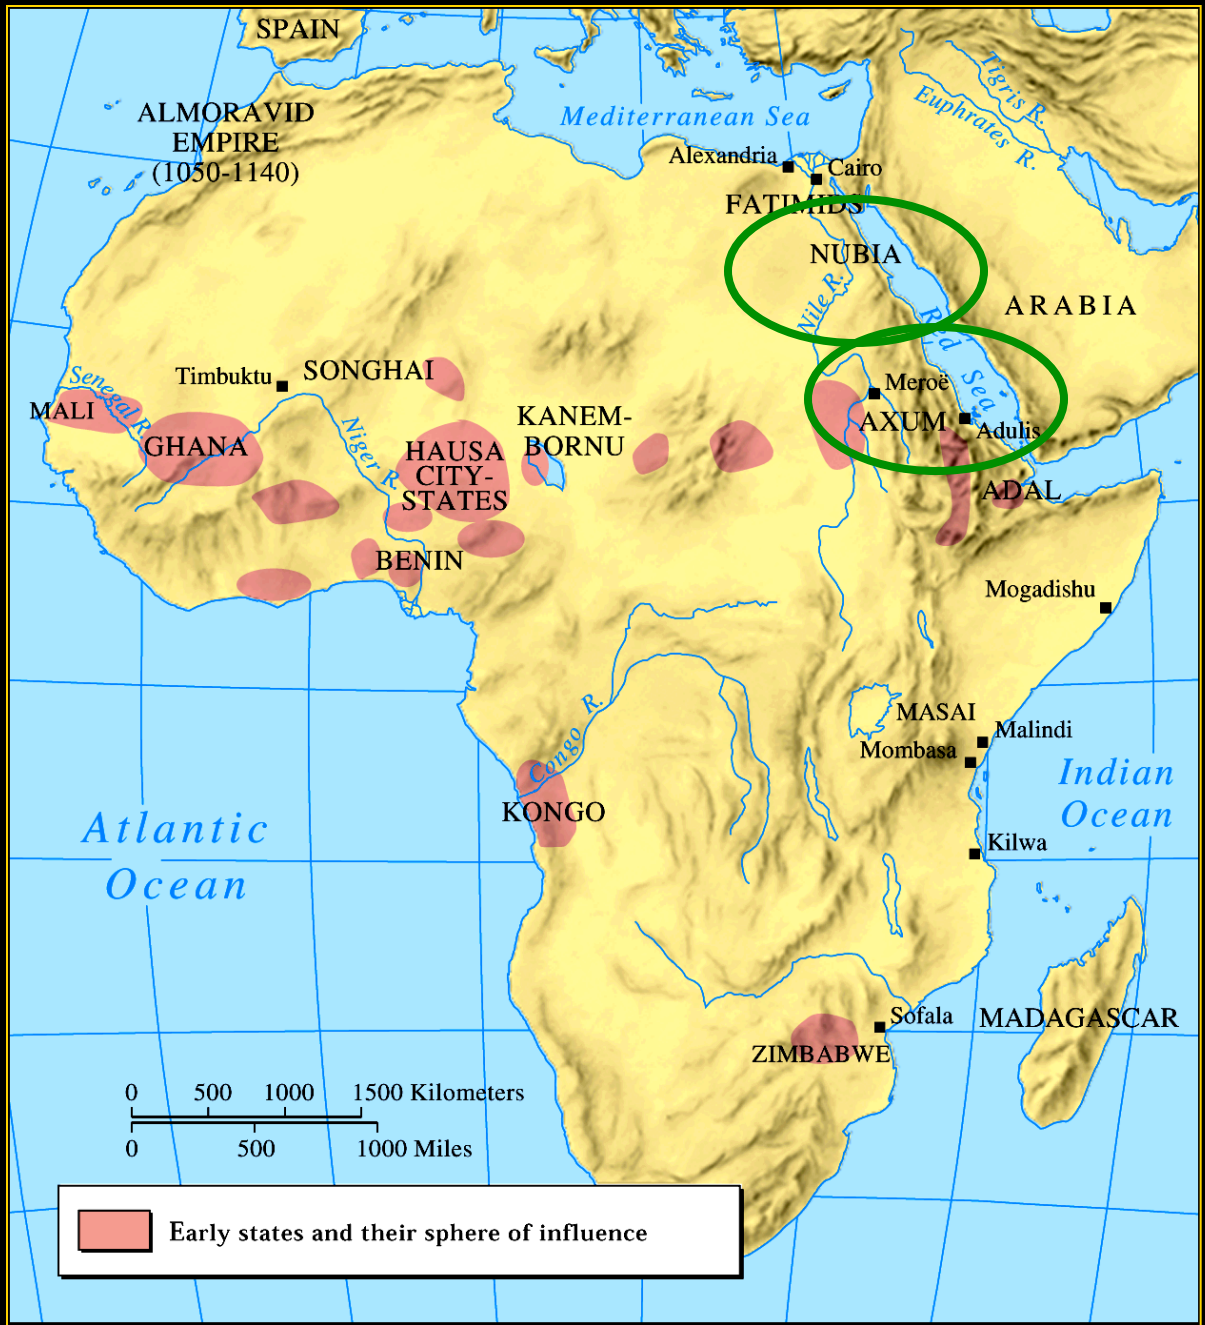 SPAIN
ALMORAVID
EMPIRE
(1050-1140)
Mediterranean Sea
Tigris R.
Euphrates R.
Alexandria
Cairo
FATIMIDS
NUBIA
Nile R.
Red Sea
ARABIA
Senegal R.
Timbuktu
SONGHAI
MALI
GHANA
Niger R.
HAUSA
CITY-
STATES
KANEM-
BORNU
Meroë
AXUM
Adulis
ADAL
BENIN
Mogadishu
MASAI
Malindi
Mombasa
Congo R.
KONGO
Indian
Ocean
Atlantic
Ocean
Kilwa
Sofala
MADAGASCAR
ZIMBABWE
0 500 1000 1500 Kilometers
0 500 1000 Miles
Early states and their sphere of influence